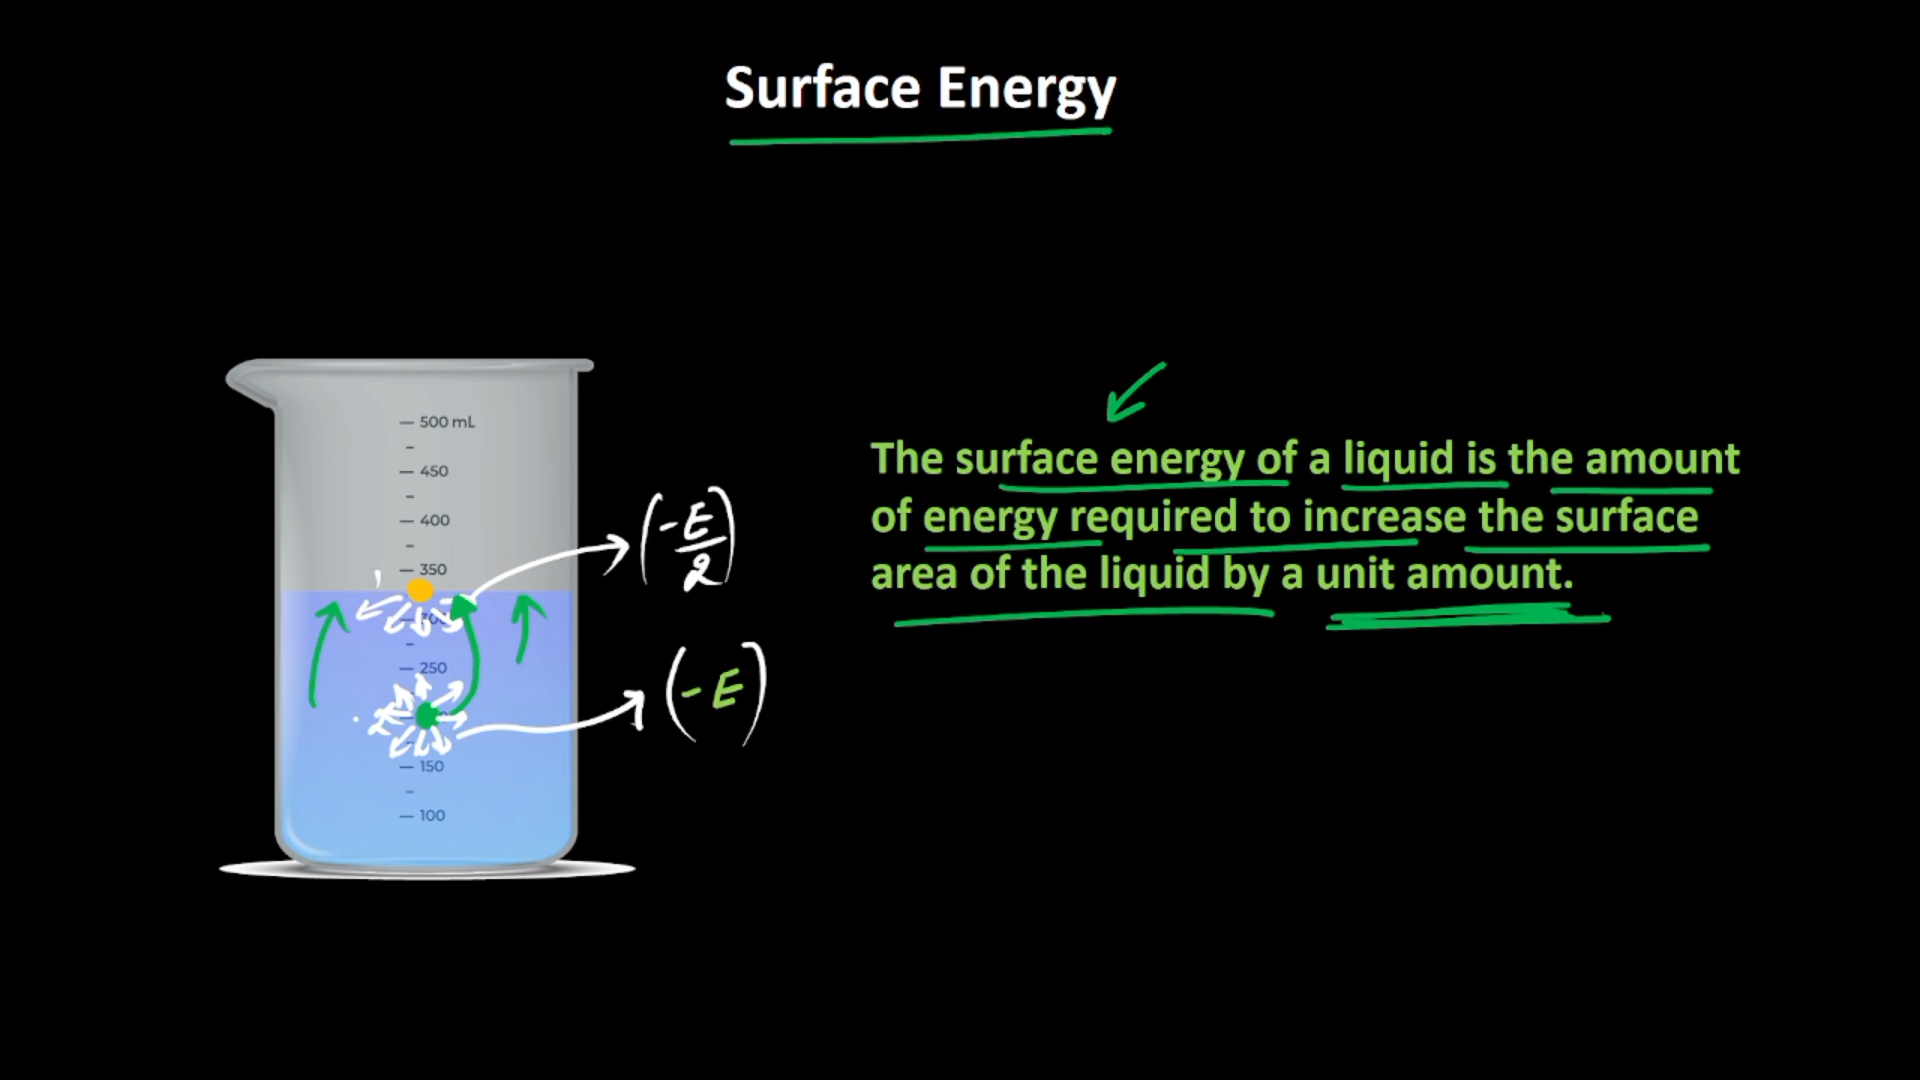 Surface Energy
500 mL
450
400
350
300
250
150
100
(-E/2)
(-E)
The surface energy of a liquid is the amount
of energy required to increase the surface
area of the liquid by a unit amount.